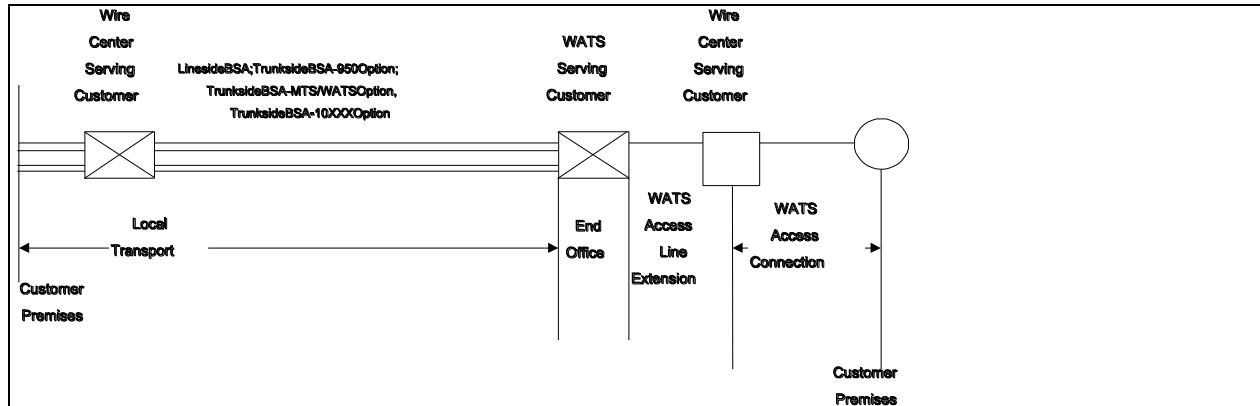 Wire
Center
Serving
Customer
LinesideBSA;TrunksideBSA-950Option;
TrunksideBSA-MTS/WATSOption,
TrunksideBSA-10XXXOption
WATS
Serving
Customer
Wire
Center
Serving
Customer
Local
Transport
End
Office
WATS
Access
Line
Extension
WATS
Access
Connection
Customer
Premises
Customer
Premises